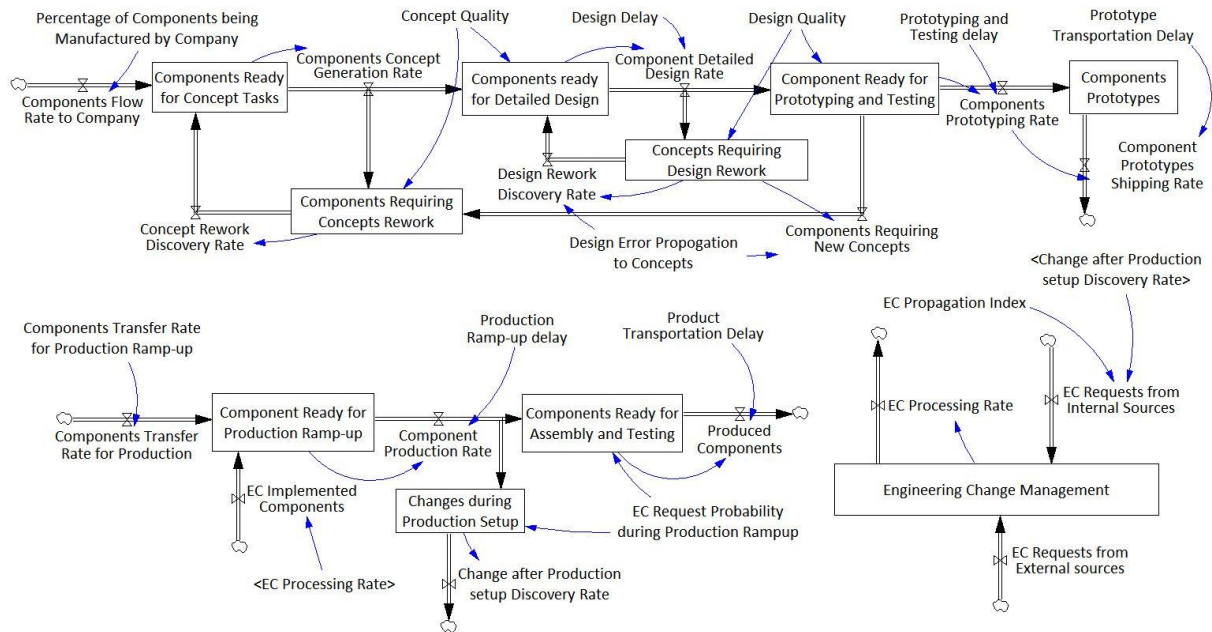 Percentage of Components being
Manufactured by Company
Concept Quality
Design Delay
Design Quality
Prototyping and
Testing delay
Prototype
Transportation Delay
Components Flow
Rate to Company
Components Ready
for Concept Tasks
Components Concept
Generation Rate
Components ready
for Detailed Design
Component Detailed
Design Rate
Component Ready for
Prototyping and Testing
Components
Prototyping Rate
Components
Prototypes
Component
Prototypes
Shipping Rate
Concepts Requiring
Design Rework
Design Rework
Discovery Rate
Components Requiring
Concepts Rework
Concept Rework
Discovery Rate
Design Error Propogation
to Concepts
Components Requiring
New Concepts
<Change after Production
setup Discovery Rate>
EC Propagation Index
Components Transfer Rate
for Production Ramp-up
Production
Ramp-up delay
Product
Transportation Delay
Components Transfer
Rate for Production
Component Ready for
Production Ramp-up
Component
Production Rate
Components Ready for
Assembly and Testing
Produced
Components
EC Processing Rate
EC Requests from
Internal Sources
EC Implemented
Components
Changes during
Production Setup
EC Request Probability
during Production Rampup
Engineering Change Management
<EC Processing Rate>
Change after Production
setup Discovery Rate
EC Requests from
External sources